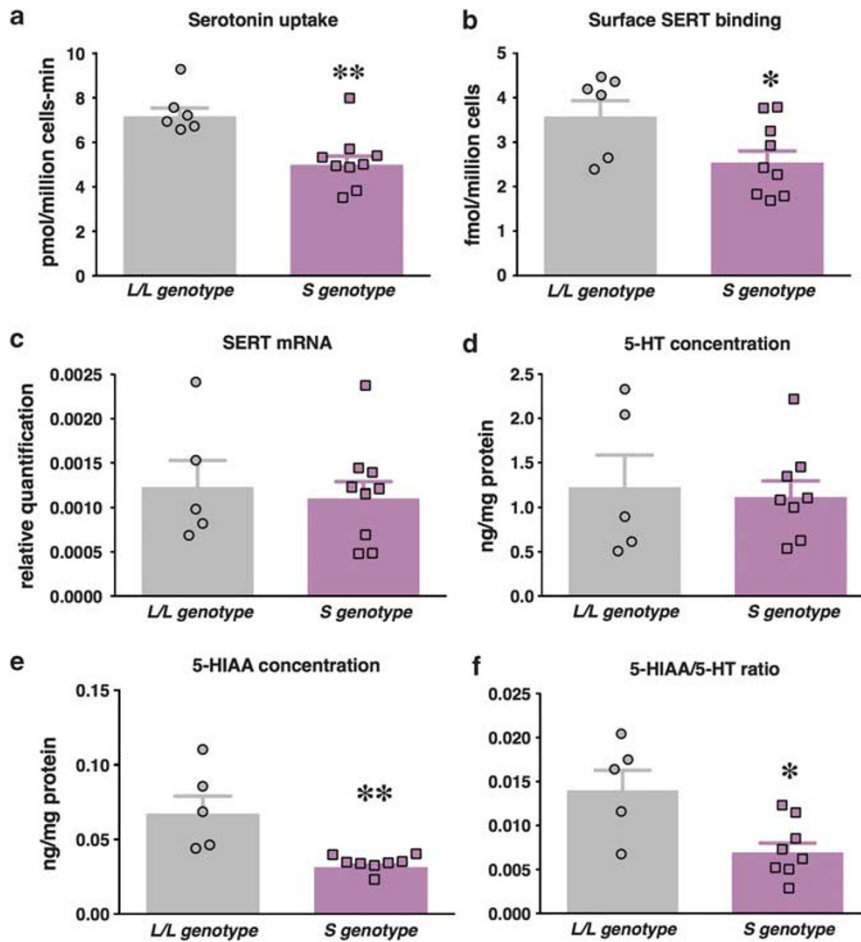 a
Serotonin uptake
pmol/million cells-min
10
8
6
4
2
0
**
L/L genotype
S genotype
b
Surface SERT binding
fmol/million cells
5
4
3
2
1
0
*
L/L genotype
S genotype
c
SERT mRNA
relative quantification
0.0025
0.0020
0.0015
0.0010
0.0005
0.0000
L/L genotype
S genotype
d
5-HT concentration
ng/mg protein
2.5
2.0
1.5
1.0
0.5
0.0
L/L genotype
S genotype
e
5-HIAA concentration
ng/mg protein
0.15
0.10
0.05
0.00
**
L/L genotype
S genotype
f
5-HIAA/5-HT ratio
0.025
0.020
0.015
0.010
0.005
0.000
*
L/L genotype
S genotype